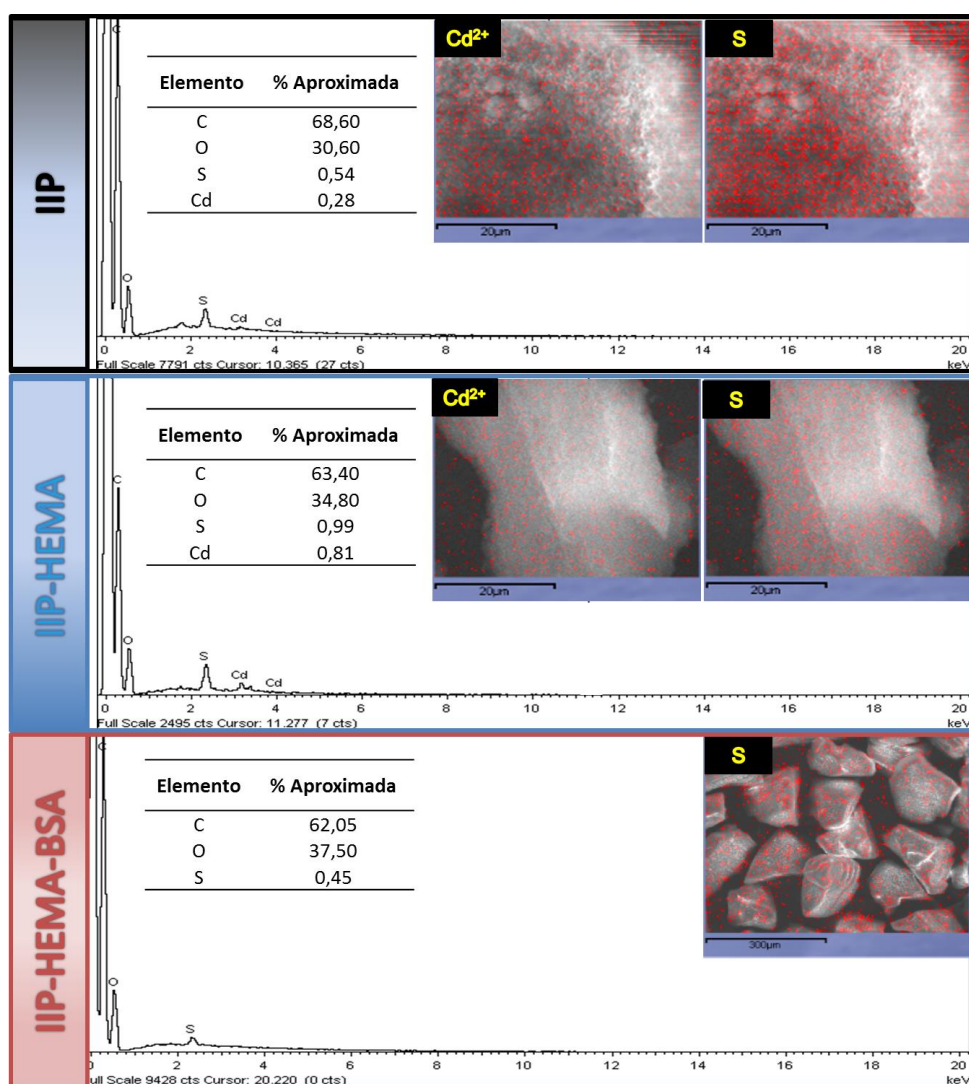 IIP
C
Elemento % Aproximada
C 68,60
O 30,60
S 0,54
Cd 0,28
Cd²⁺
20µm
S
20µm
O
S
Cd
Cd
0 2 4 6 8 10 12 14 16 18 20
Full Scale 7791 cts Cursor: 10.365 (27 cts) keV
IIP-HEMA
C
Elemento % Aproximada
C 63,40
O 34,80
S 0,99
Cd 0,81
Cd²⁺
20µm
S
20µm
O
S
Cd
Cd
0 2 4 6 8 10 12 14 16 18 20
Full Scale 2495 cts Cursor: 11.277 (7 cts) keV
IIP-HEMA-BSA
C
Elemento % Aproximada
C 62,05
O 37,50
S 0,45
S
300µm
O
S
0 2 4 6 8 10 12 14 16 18 20
ull Scale 9428 cts Cursor: 20.220 (0 cts) keV